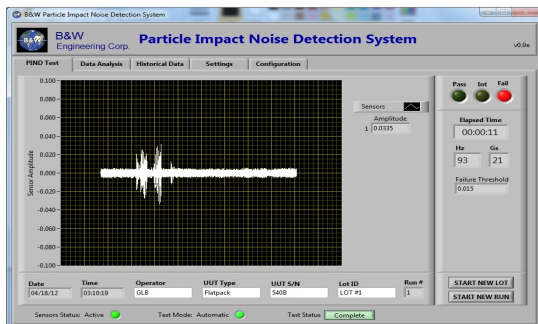 B&W Particle Impact Noise Detection System
B&W
B&W
Engineering Corp.
Particle Impact Noise Detection System
v0.9e
PIND Test
Data Analysis
Historical Data
Settings
Configuration
Sensor Amplitude
0.100
0.080
0.060
0.040
0.020
0.000
-0.020
-0.040
-0.060
-0.080
-0.100
Sensors
Amplitude
1 0.0335
Pass Int Fail
Elapsed Time
00:00:11
Hz Gs
93 21
Failure Threshold
0.015
Date Time Operator UUT Type UUT S/N Lot ID Run #
04/18/12 03:10:19 GLB Flatpack 540B LOT #1 1
START NEW LOT
START NEW RUN
Sensors Status: Active Test Mode: Automatic Test Status Complete